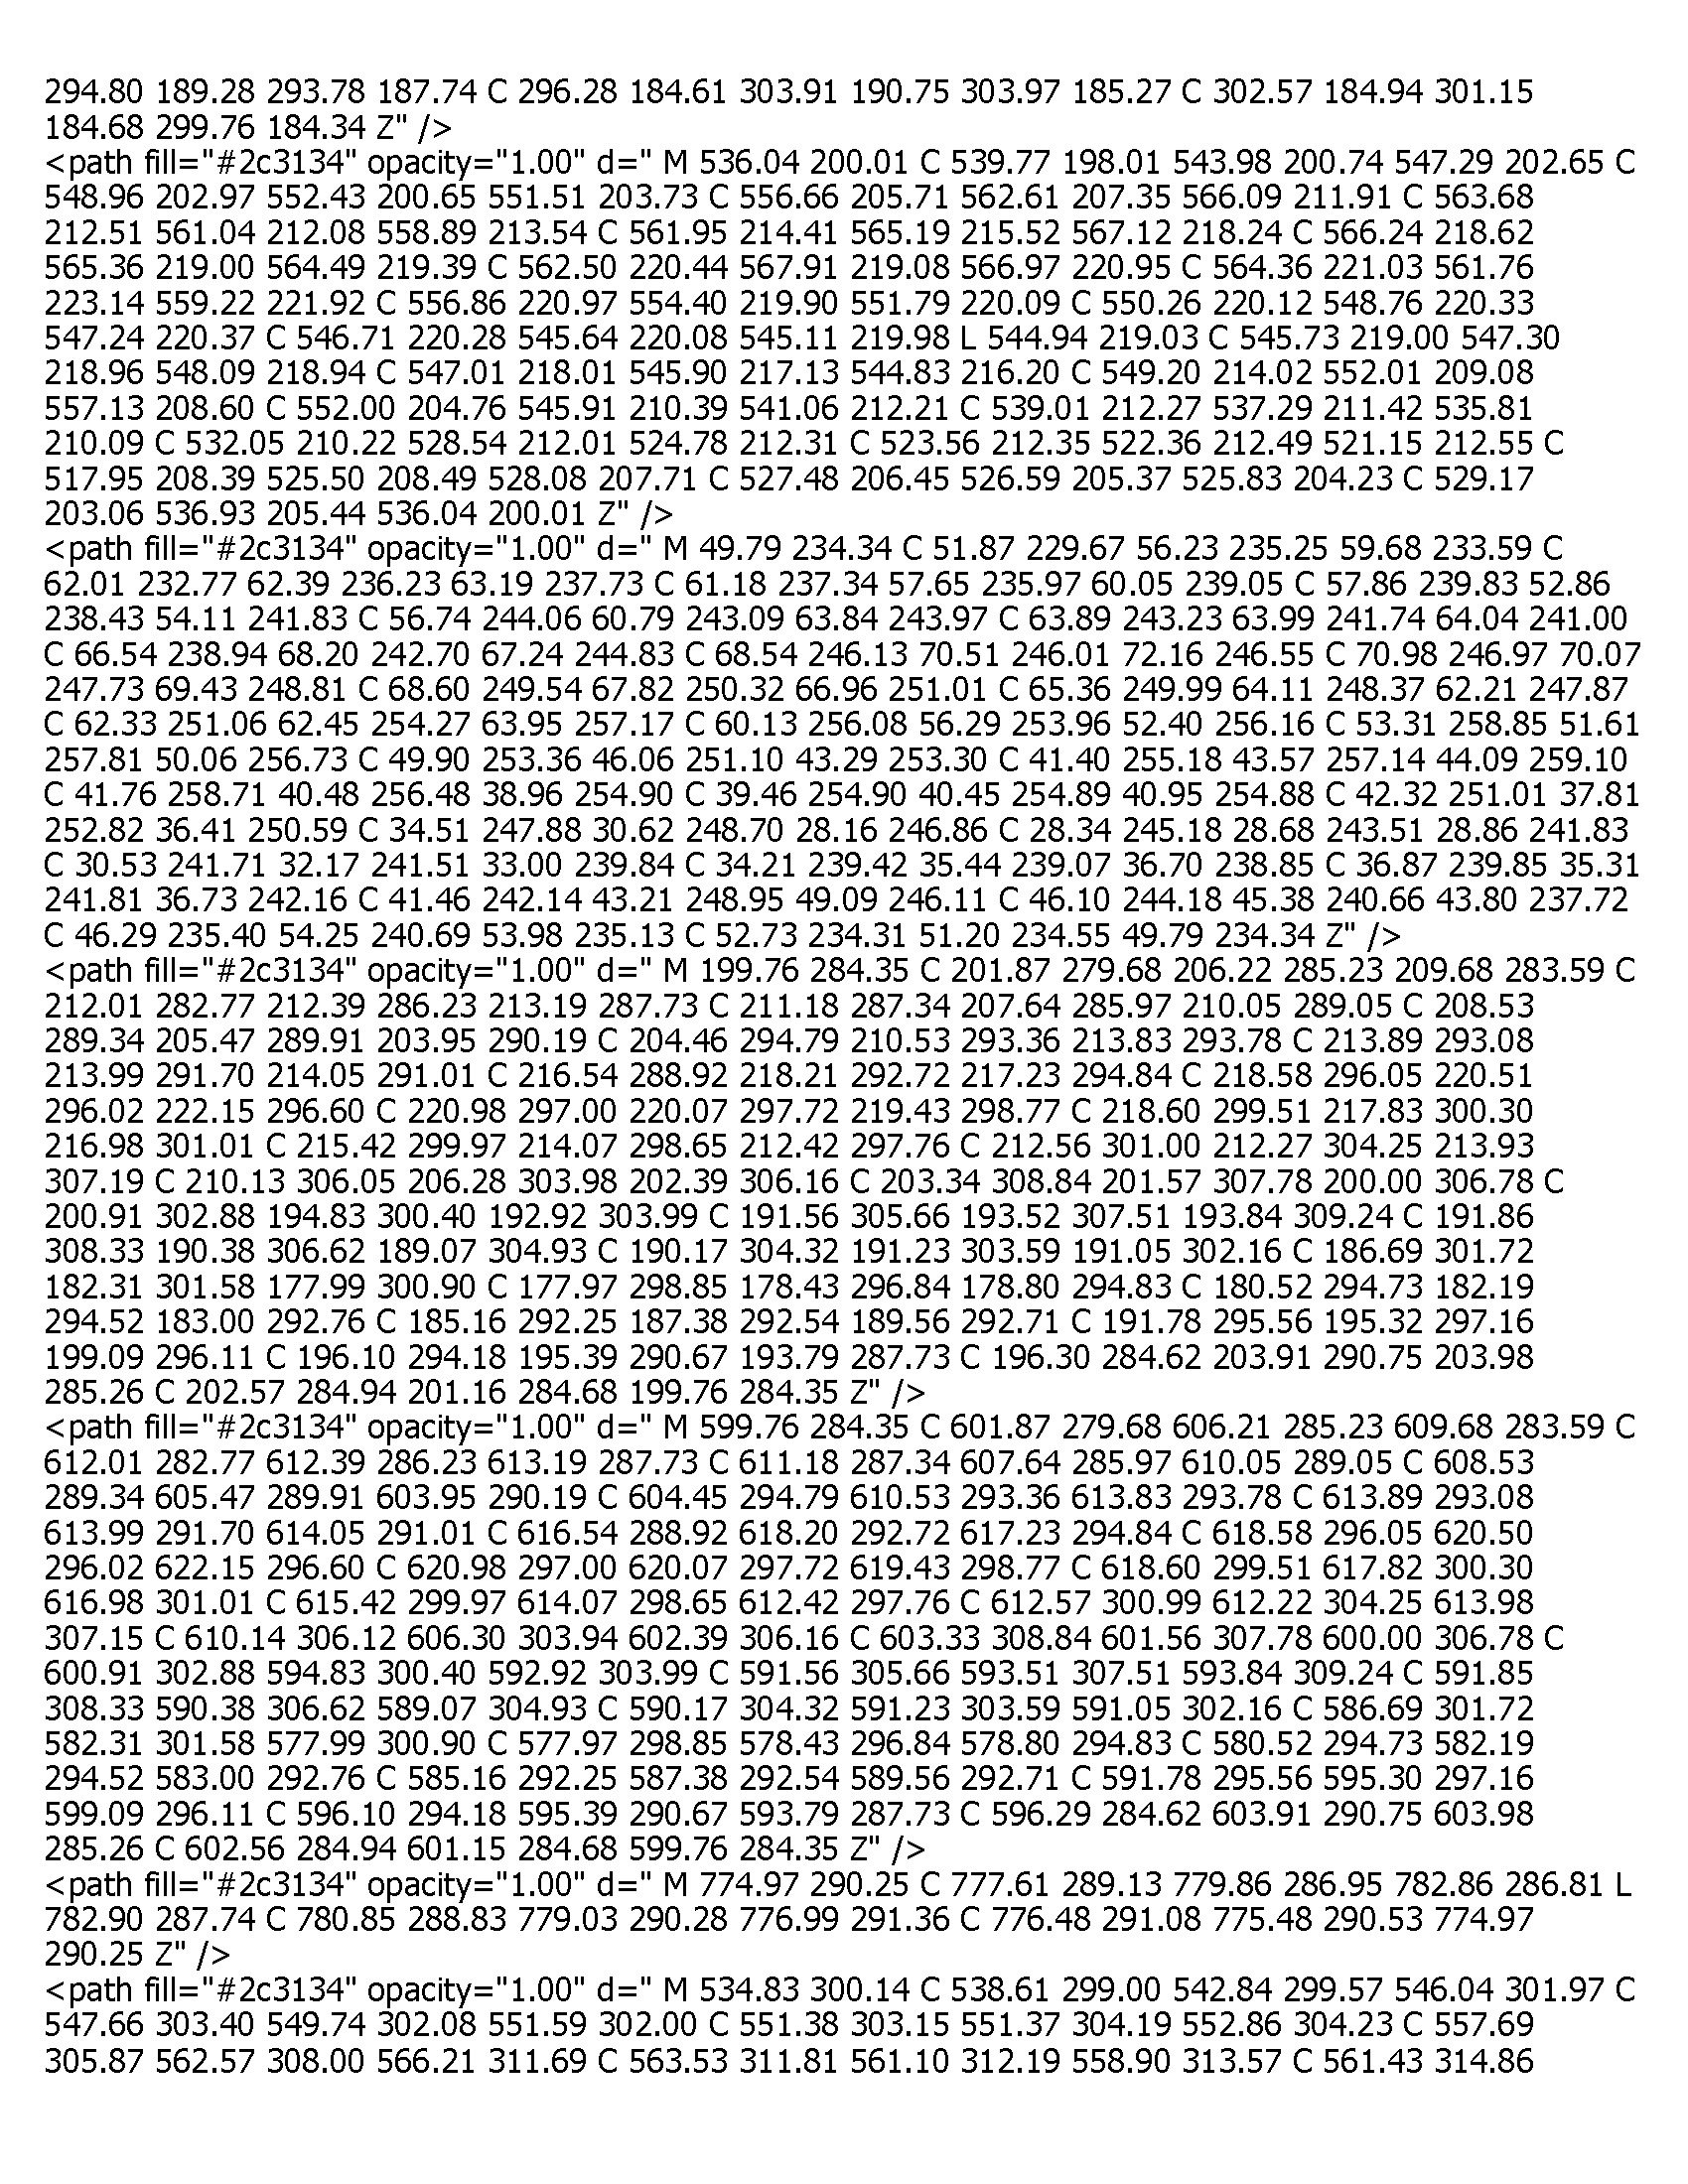 294.80 189.28 293.78 187.74 C 296.28 184.61 303.91 190.75 303.97 185.27 C 302.57 184.94 301.15
184.68 299.76 184.34 Z" />
<path fill="#2c3134" opacity="1.00" d=" M 536.04 200.01 C 539.77 198.01 543.98 200.74 547.29 202.65 C
548.96 202.97 552.43 200.65 551.51 203.73 C 556.66 205.71 562.61 207.35 566.09 211.91 C 563.68
212.51 561.04 212.08 558.89 213.54 C 561.95 214.41 565.19 215.52 567.12 218.24 C 566.24 218.62
565.36 219.00 564.49 219.39 C 562.50 220.44 567.91 219.08 566.97 220.95 C 564.36 221.03 561.76
223.14 559.22 221.92 C 556.86 220.97 554.40 219.90 551.79 220.09 C 550.26 220.12 548.76 220.33
547.24 220.37 C 546.71 220.28 545.64 220.08 545.11 219.98 L 544.94 219.03 C 545.73 219.00 547.30
218.96 548.09 218.94 C 547.01 218.01 545.90 217.13 544.83 216.20 C 549.20 214.02 552.01 209.08
557.13 208.60 C 552.00 204.76 545.91 210.39 541.06 212.21 C 539.01 212.27 537.29 211.42 535.81
210.09 C 532.05 210.22 528.54 212.01 524.78 212.31 C 523.56 212.35 522.36 212.49 521.15 212.55 C
517.95 208.39 525.50 208.49 528.08 207.71 C 527.48 206.45 526.59 205.37 525.83 204.23 C 529.17
203.06 536.93 205.44 536.04 200.01 Z" />
<path fill="#2c3134" opacity="1.00" d=" M 49.79 234.34 C 51.87 229.67 56.23 235.25 59.68 233.59 C
62.01 232.77 62.39 236.23 63.19 237.73 C 61.18 237.34 57.65 235.97 60.05 239.05 C 57.86 239.83 52.86
238.43 54.11 241.83 C 56.74 244.06 60.79 243.09 63.84 243.97 C 63.89 243.23 63.99 241.74 64.04 241.00
C 66.54 238.94 68.20 242.70 67.24 244.83 C 68.54 246.13 70.51 246.01 72.16 246.55 C 70.98 246.97 70.07
247.73 69.43 248.81 C 68.60 249.54 67.82 250.32 66.96 251.01 C 65.36 249.99 64.11 248.37 62.21 247.87
C 62.33 251.06 62.45 254.27 63.95 257.17 C 60.13 256.08 56.29 253.96 52.40 256.16 C 53.31 258.85 51.61
257.81 50.06 256.73 C 49.90 253.36 46.06 251.10 43.29 253.30 C 41.40 255.18 43.57 257.14 44.09 259.10
C 41.76 258.71 40.48 256.48 38.96 254.90 C 39.46 254.90 40.45 254.89 40.95 254.88 C 42.32 251.01 37.81
252.82 36.41 250.59 C 34.51 247.88 30.62 248.70 28.16 246.86 C 28.34 245.18 28.68 243.51 28.86 241.83
C 30.53 241.71 32.17 241.51 33.00 239.84 C 34.21 239.42 35.44 239.07 36.70 238.85 C 36.87 239.85 35.31
241.81 36.73 242.16 C 41.46 242.14 43.21 248.95 49.09 246.11 C 46.10 244.18 45.38 240.66 43.80 237.72
C 46.29 235.40 54.25 240.69 53.98 235.13 C 52.73 234.31 51.20 234.55 49.79 234.34 Z" />
<path fill="#2c3134" opacity="1.00" d=" M 199.76 284.35 C 201.87 279.68 206.22 285.23 209.68 283.59 C
212.01 282.77 212.39 286.23 213.19 287.73 C 211.18 287.34 207.64 285.97 210.05 289.05 C 208.53
289.34 205.47 289.91 203.95 290.19 C 204.46 294.79 210.53 293.36 213.83 293.78 C 213.89 293.08
213.99 291.70 214.05 291.01 C 216.54 288.92 218.21 292.72 217.23 294.84 C 218.58 296.05 220.51
296.02 222.15 296.60 C 220.98 297.00 220.07 297.72 219.43 298.77 C 218.60 299.51 217.83 300.30
216.98 301.01 C 215.42 299.97 214.07 298.65 212.42 297.76 C 212.56 301.00 212.27 304.25 213.93
307.19 C 210.13 306.05 206.28 303.98 202.39 306.16 C 203.34 308.84 201.57 307.78 200.00 306.78 C
200.91 302.88 194.83 300.40 192.92 303.99 C 191.56 305.66 193.52 307.51 193.84 309.24 C 191.86
308.33 190.38 306.62 189.07 304.93 C 190.17 304.32 191.23 303.59 191.05 302.16 C 186.69 301.72
182.31 301.58 177.99 300.90 C 177.97 298.85 178.43 296.84 178.80 294.83 C 180.52 294.73 182.19
294.52 183.00 292.76 C 185.16 292.25 187.38 292.54 189.56 292.71 C 191.78 295.56 195.32 297.16
199.09 296.11 C 196.10 294.18 195.39 290.67 193.79 287.73 C 196.30 284.62 203.91 290.75 203.98
285.26 C 202.57 284.94 201.16 284.68 199.76 284.35 Z" />
<path fill="#2c3134" opacity="1.00" d=" M 599.76 284.35 C 601.87 279.68 606.21 285.23 609.68 283.59 C
612.01 282.77 612.39 286.23 613.19 287.73 C 611.18 287.34 607.64 285.97 610.05 289.05 C 608.53
289.34 605.47 289.91 603.95 290.19 C 604.45 294.79 610.53 293.36 613.83 293.78 C 613.89 293.08
613.99 291.70 614.05 291.01 C 616.54 288.92 618.20 292.72 617.23 294.84 C 618.58 296.05 620.50
296.02 622.15 296.60 C 620.98 297.00 620.07 297.72 619.43 298.77 C 618.60 299.51 617.82 300.30
616.98 301.01 C 615.42 299.97 614.07 298.65 612.42 297.76 C 612.57 300.99 612.22 304.25 613.98
307.15 C 610.14 306.12 606.30 303.94 602.39 306.16 C 603.33 308.84 601.56 307.78 600.00 306.78 C
600.91 302.88 594.83 300.40 592.92 303.99 C 591.56 305.66 593.51 307.51 593.84 309.24 C 591.85
308.33 590.38 306.62 589.07 304.93 C 590.17 304.32 591.23 303.59 591.05 302.16 C 586.69 301.72
582.31 301.58 577.99 300.90 C 577.97 298.85 578.43 296.84 578.80 294.83 C 580.52 294.73 582.19
294.52 583.00 292.76 C 585.16 292.25 587.38 292.54 589.56 292.71 C 591.78 295.56 595.30 297.16
599.09 296.11 C 596.10 294.18 595.39 290.67 593.79 287.73 C 596.29 284.62 603.91 290.75 603.98
285.26 C 602.56 284.94 601.15 284.68 599.76 284.35 Z" />
<path fill="#2c3134" opacity="1.00" d=" M 774.97 290.25 C 777.61 289.13 779.86 286.95 782.86 286.81 L
782.90 287.74 C 780.85 288.83 779.03 290.28 776.99 291.36 C 776.48 291.08 775.48 290.53 774.97
290.25 Z" />
<path fill="#2c3134" opacity="1.00" d=" M 534.83 300.14 C 538.61 299.00 542.84 299.57 546.04 301.97 C
547.66 303.40 549.74 302.08 551.59 302.00 C 551.38 303.15 551.37 304.19 552.86 304.23 C 557.69
305.87 562.57 308.00 566.21 311.69 C 563.53 311.81 561.10 312.19 558.90 313.57 C 561.43 314.86